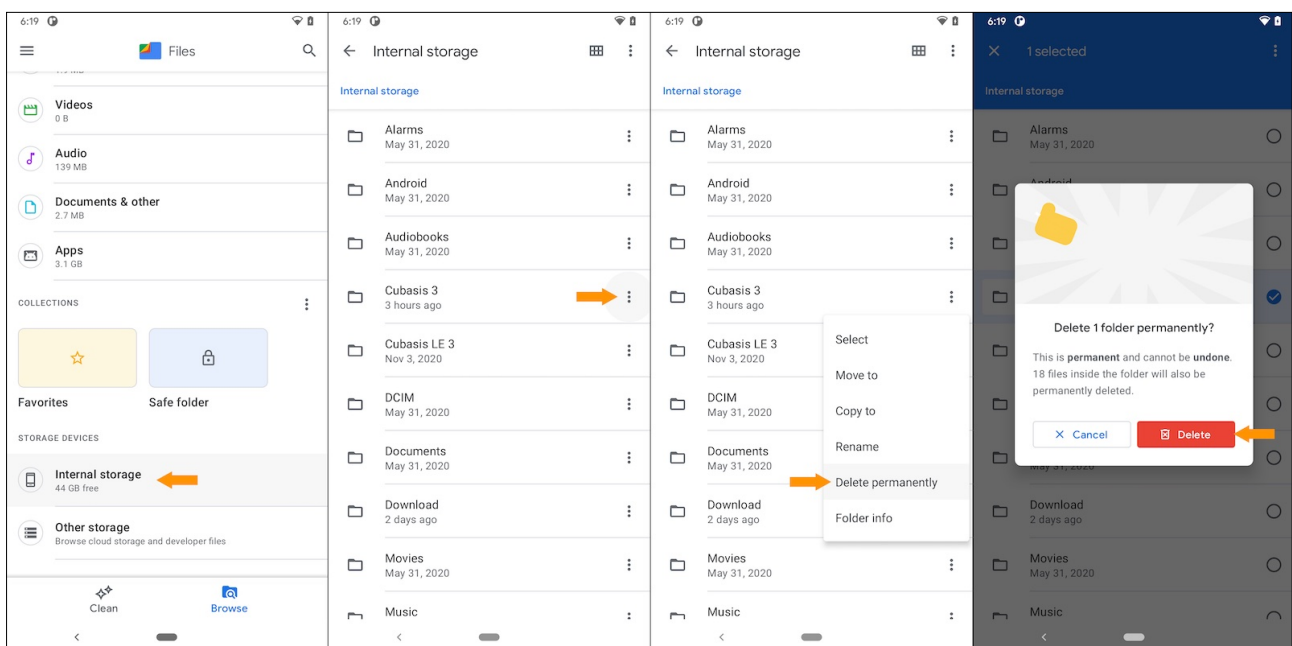 6:19
Files
Videos
0 B
Audio
139 MB
Documents & other
2.7 MB
Apps
3.1 GB
COLLECTIONS
Favorites
Safe folder
STORAGE DEVICES
Internal storage
44 GB free
Other storage
Browse cloud storage and developer files
Clean
Browse
6:19
Internal storage
Internal storage
Alarms
May 31, 2020
Android
May 31, 2020
Audiobooks
May 31, 2020
Cubasis 3
3 hours ago
Cubasis LE 3
Nov 3, 2020
DCIM
May 31, 2020
Documents
May 31, 2020
Download
2 days ago
Movies
May 31, 2020
Music
6:19
Internal storage
Internal storage
Alarms
May 31, 2020
Android
May 31, 2020
Audiobooks
May 31, 2020
Cubasis 3
3 hours ago
Cubasis LE 3
Nov 3, 2020
DCIM
May 31, 2020
Documents
May 31, 2020
Download
2 days ago
Movies
May 31, 2020
Music
Select
Move to
Copy to
Rename
Delete permanently
Folder info
6:19
1 selected
Internal storage
Alarms
May 31, 2020
Android
Delete 1 folder permanently?
This is permanent and cannot be undone.
18 files inside the folder will also be
permanently deleted.
Cancel
Delete
May 31, 2020
Download
2 days ago
Movies
May 31, 2020
Music